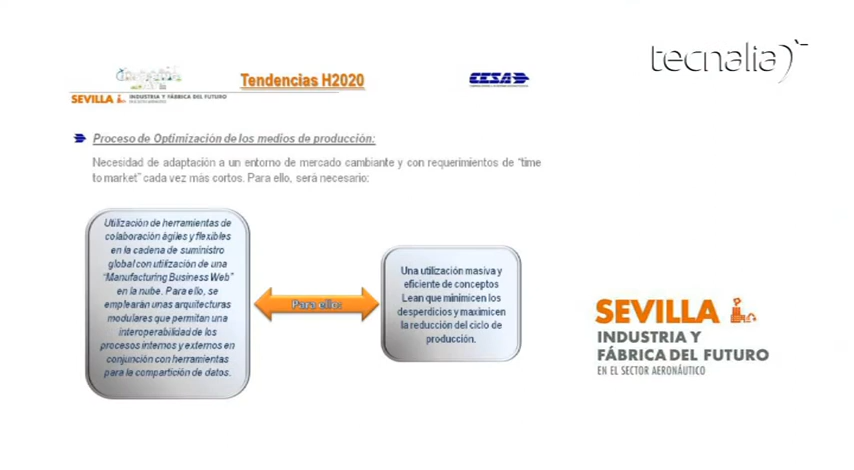 tecnalia
Tendencias H2020
CESA
SEVILLA
INDUSTRIA Y FÁBRICA DEL FUTURO
EN EL SECTOR AERONÁUTICO
Proceso de Optimización de los medios de producción:
Necesidad de adaptación a un entorno de mercado cambiante y con requerimientos de “time
to market” cada vez más cortos. Para ello, será necesario:
Utilización de herramientas de
colaboración ágiles y flexibles
en la cadena de suministro
global con utilización de una
“Manufacturing Business Web”
en la nube. Para ello, se
emplearán unas arquitecturas
modulares que permitan una
interoperabilidad de los
procesos internos y externos en
conjunción con herramientas
para la compartición de datos.
Para ello:
Una utilización masiva y
eficiente de conceptos
Lean que minimicen los
desperdicios y maximicen
la reducción del ciclo de
producción.
SEVILLA
INDUSTRIA Y
FÁBRICA DEL FUTURO
EN EL SECTOR AERONÁUTICO